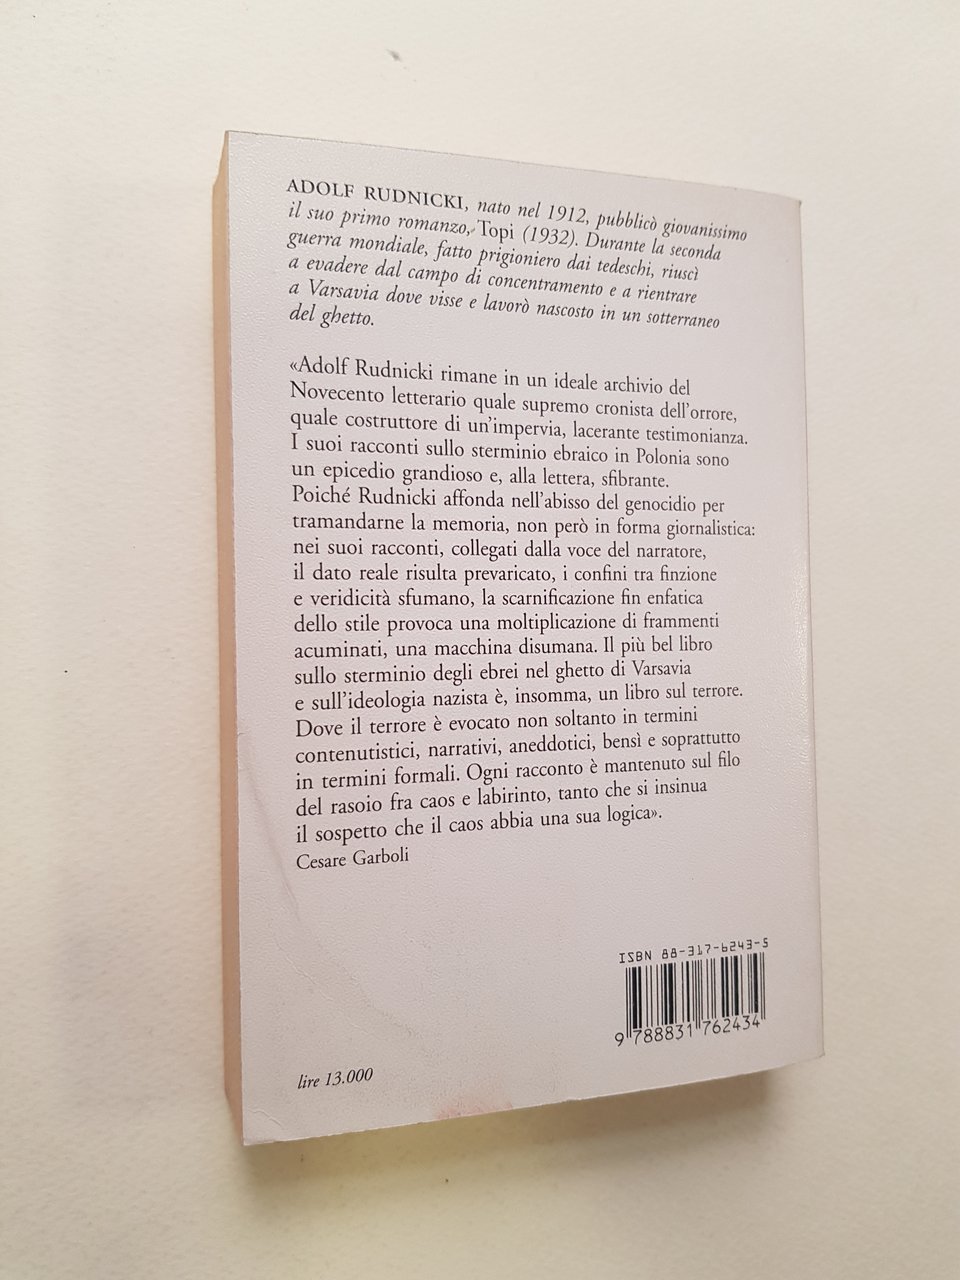 ADOLF RUDNICKI, nato nel 1912, pubblicò giovanissimo
il suo primo romanzo, Topi (1932). Durante la seconda
guerra mondiale, fatto prigioniero dai tedeschi, riuscì
a evadere dal campo di concentramento e a rientrare
a Varsavia dove visse e lavorò nascosto in un sotterraneo
del ghetto.
«Adolf Rudnicki rimane in un ideale archivio del
Novecento letterario quale supremo cronista dell'orrore,
quale costruttore di un'impervia, lacerante testimonianza.
I suoi racconti sullo sterminio ebraico in Polonia sono
un epicedio grandioso e, alla lettera, sfibrante.
Poiché Rudnicki affonda nell'abisso del genocidio per
tramandarne la memoria, non però in forma giornalistica:
nei suoi racconti, collegati dalla voce del narratore,
il dato reale risulta prevaricato, i confini tra finzione
e veridicità sfumano, la scarnificazione fin enfatica
dello stile provoca una moltiplicazione di frammenti
acuminati, una macchina disumana. Il più bel libro
sullo sterminio degli ebrei nel ghetto di Varsavia
e sull'ideologia nazista è, insomma, un libro sul terrore.
Dove il terrore è evocato non soltanto in termini
contenutistici, narrativi, aneddotici, bensì e soprattutto
in termini formali. Ogni racconto è mantenuto sul filo
del rasoio fra caos e labirinto, tanto che si insinua
il sospetto che il caos abbia una sua logica».
Cesare Garboli
ISBN 88-317-6243-5
9 788831 762434
lire 13.000